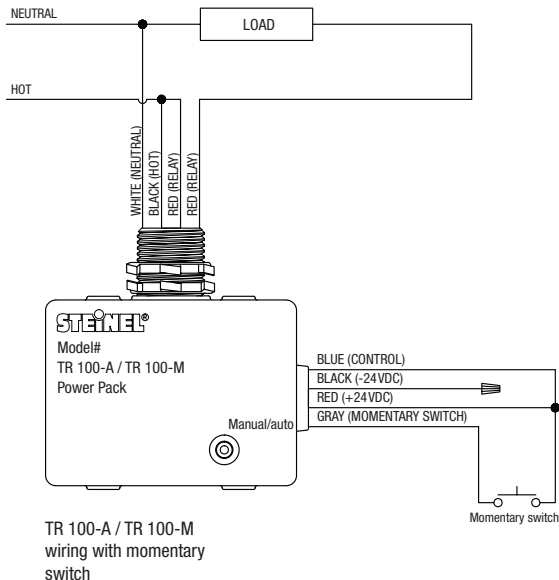 NEUTRAL
LOAD
HOT
WHITE (NEUTRAL)
BLACK (HOT)
RED (RELAY)
RED (RELAY)
STEINEL®
Model#
TR 100-A / TR 100-M
Power Pack
Manual/auto
BLUE (CONTROL)
BLACK (-24VDC)
RED (+24VDC)
GRAY (MOMENTARY SWITCH)
Momentary switch
TR 100-A / TR 100-M
wiring with momentary
switch